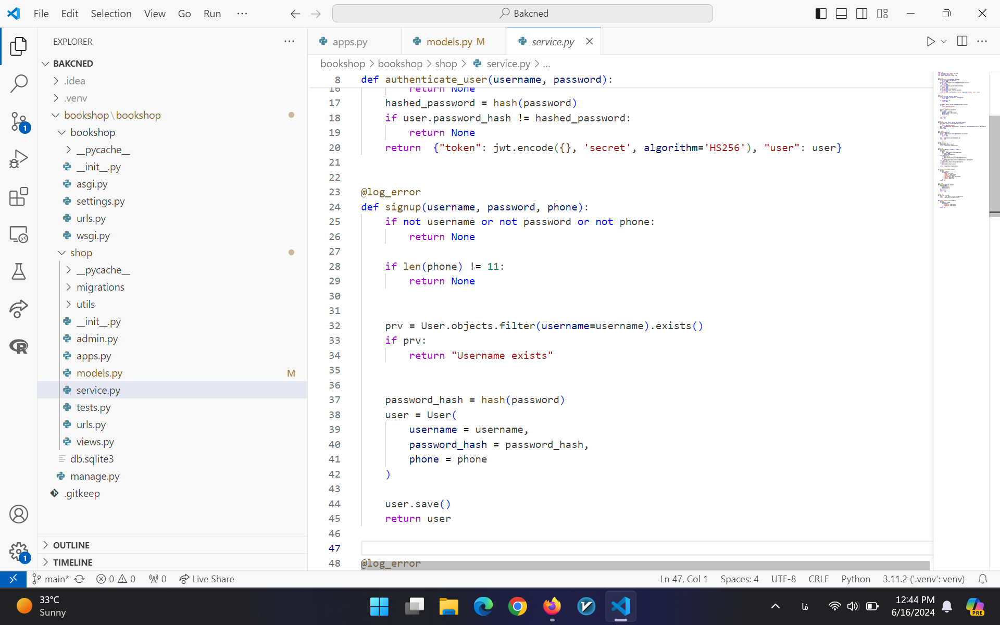 File Edit Selection View Go Run ···
Bakcned
EXPLORER
BAKCNED
.idea
.venv
bookshop\bookshop
bookshop
__pycache__
__init__.py
asgi.py
settings.py
urls.py
wsgi.py
shop
__pycache__
migrations
utils
__init__.py
admin.py
apps.py
models.py M
service.py
tests.py
urls.py
views.py
db.sqlite3
manage.py
.gitkeep
OUTLINE
TIMELINE
1
1
apps.py models.py M service.py
bookshop > bookshop > shop > service.py > ...
8 def authenticate_user(username, password):
16 return None
17 hashed_password = hash(password)
18 if user.password_hash != hashed_password:
19 return None
20 return {"token": jwt.encode({}, 'secret', algorithm='HS256'), "user": user}
21
22
23 @log_error
24 def signup(username, password, phone):
25 if not username or not password or not phone:
26 return None
27
28 if len(phone) != 11:
29 return None
30
31
32 prv = User.objects.filter(username=username).exists()
33 if prv:
34 return "Username exists"
35
36
37 password_hash = hash(password)
38 user = User(
39 username = username,
40 password_hash = password_hash,
41 phone = phone
42 )
43
44 user.save()
45 return user
46
47
48 @log_error
main* 0 0 0 Live Share Ln 47, Col 1 Spaces: 4 UTF-8 CRLF Python 3.11.2 ('.venv': venv)
33°C
Sunny
فا
12:44 PM
6/16/2024
PRE